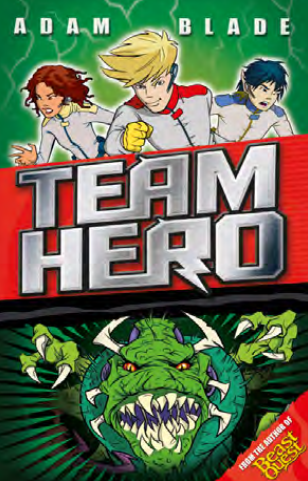 ADAM BLADE
TEAM
HERO
FROM THE AUTHOR OF
Beast
Quest